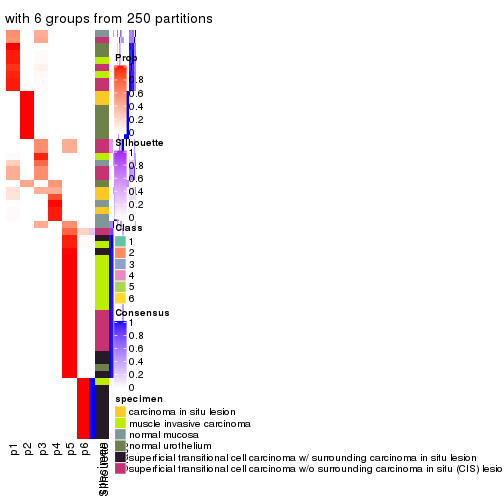 with 6 groups from 250 partitions
Prop
0.8
0.6
0.4
0.2
0
Silhouette
1
0.8
0.6
0.4
0.2
0
Class
1
2
3
4
5
6
Consensus
1
0.8
0.6
0.4
0.2
0
specimen
carcinoma in situ lesion
muscle invasive carcinoma
normal mucosa
normal urothelium
superficial transitional cell carcinoma w/ surrounding carcinoma in situ lesion
superficial transitional cell carcinoma w/o surrounding carcinoma in situ (CIS) lesio
p1
p2
p3
p4
p5
p6
Silhouette
specimen